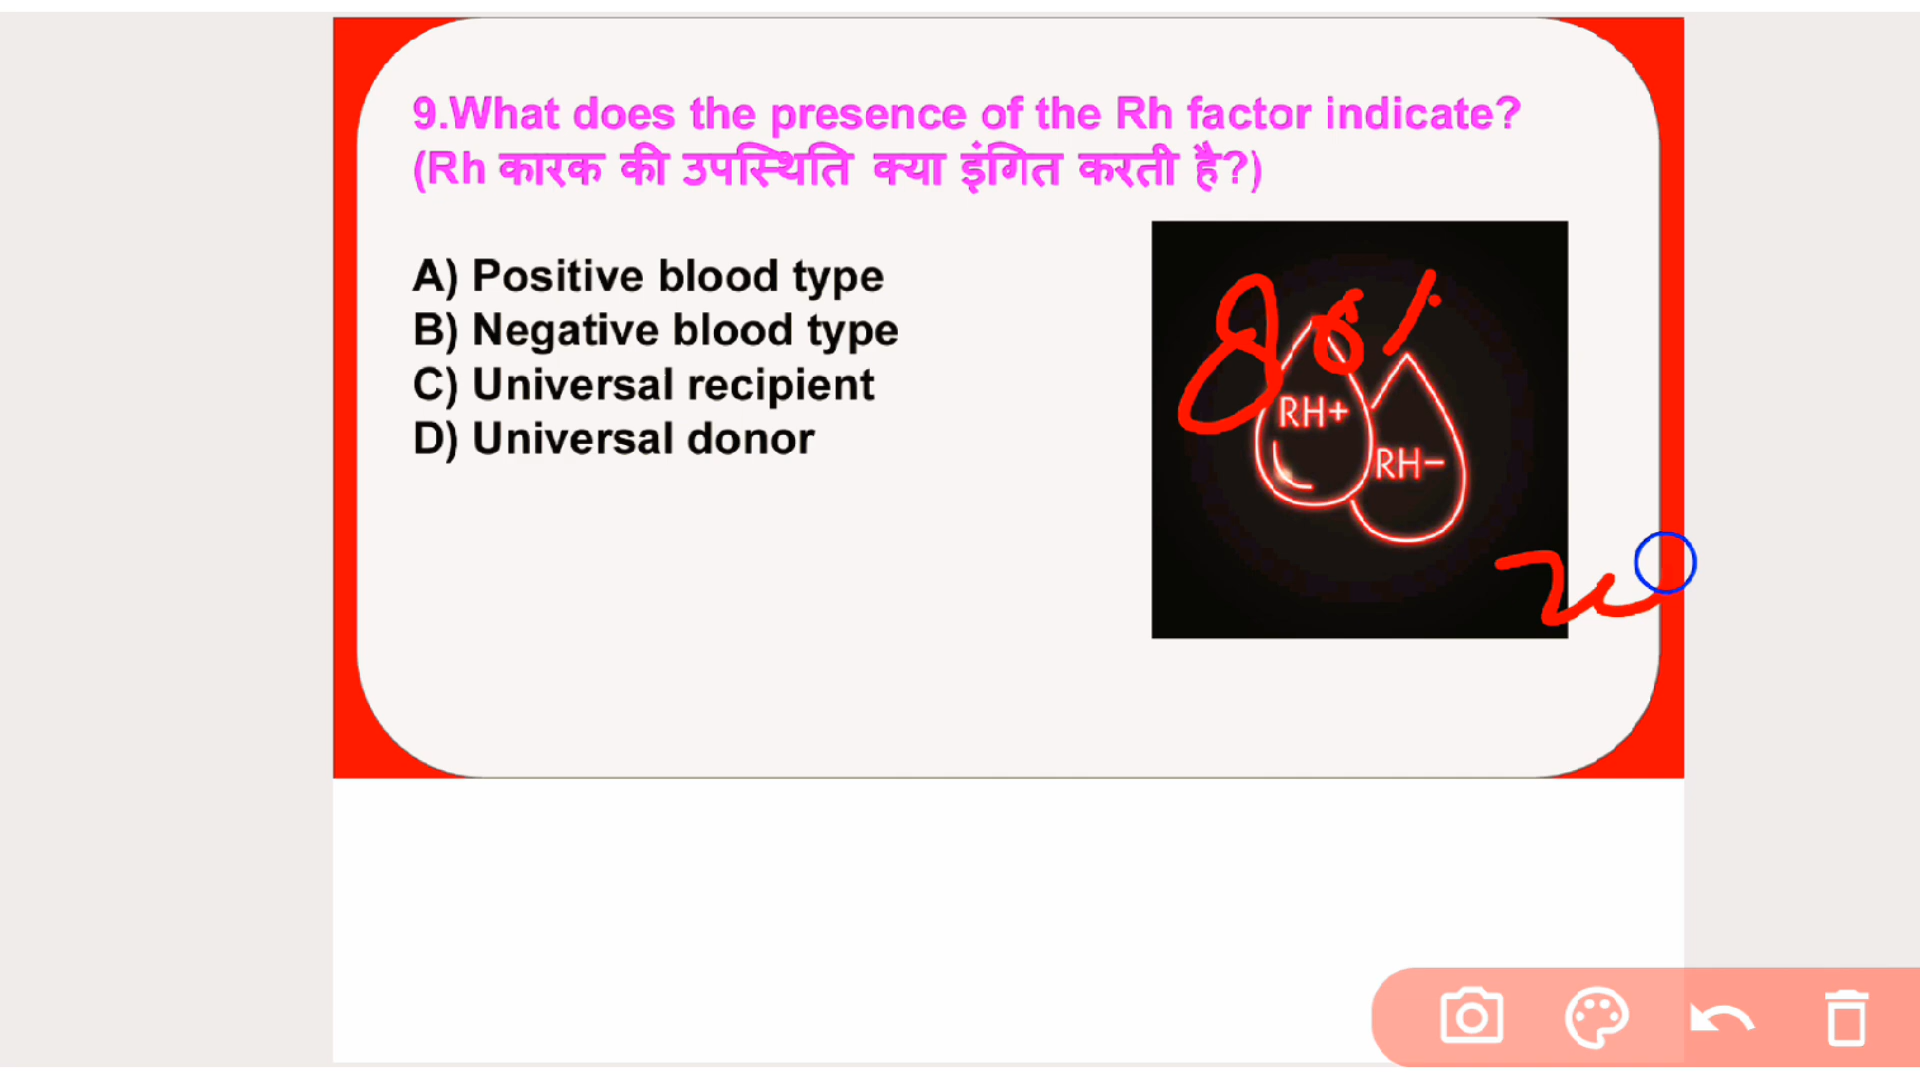 9.What does the presence of the Rh factor indicate?
(Rh कारक की उपस्थिति क्या इंगित करती है?)
A) Positive blood type
B) Negative blood type
C) Universal recipient
D) Universal donor
80%
RH+
RH−